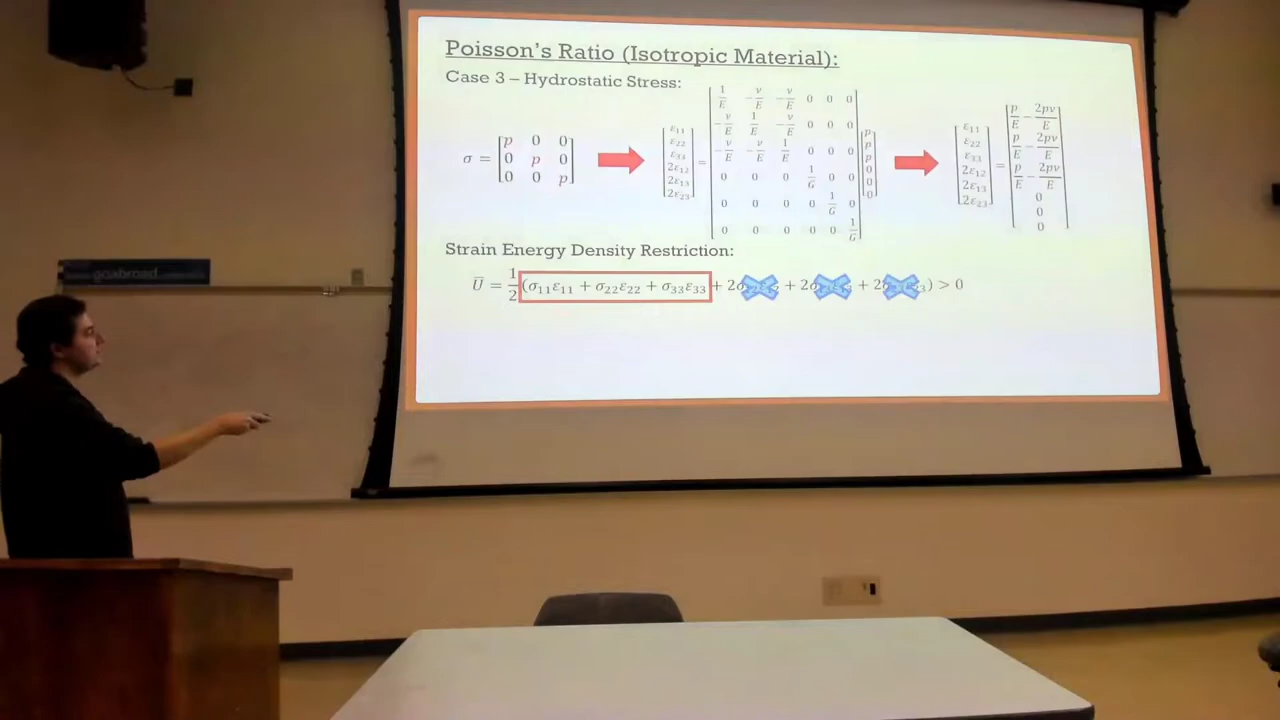 Poisson's Ratio (Isotropic Material):
Case 3 – Hydrostatic Stress:
σ = [p 0 0; 0 p 0; 0 0 p]
[ε₁₁; ε₂₂; ε₃₃; 2ε₁₂; 2ε₁₃; 2ε₂₃] = [1/E -ν/E -ν/E 0 0 0; -ν/E 1/E -ν/E 0 0 0; -ν/E -ν/E 1/E 0 0 0; 0 0 0 1/G 0 0; 0 0 0 0 1/G 0; 0 0 0 0 0 1/G] [p; p; p; 0; 0; 0]
[ε₁₁; ε₂₂; ε₃₃; 2ε₁₂; 2ε₁₃; 2ε₂₃] = [p/E - 2pν/E; p/E - 2pν/E; p/E - 2pν/E; 0; 0; 0]
Strain Energy Density Restriction:
Ū = 1/2 (σ₁₁ε₁₁ + σ₂₂ε₂₂ + σ₃₃ε₃₃ + 2σ + 2σ + 2σ ) > 0
goabroad